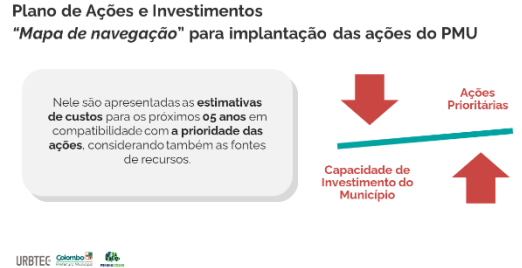 Plano de Ações e Investimentos
“Mapa de navegação” para implantação das ações do PMU
Nele são apresentadas as estimativas
de custos para os próximos 05 anos em
compatibilidade com a prioridade das
ações, considerando também as fontes
de recursos.
Ações
Prioritárias
Capacidade de
Investimento do
Município
URBTEC
Colombo